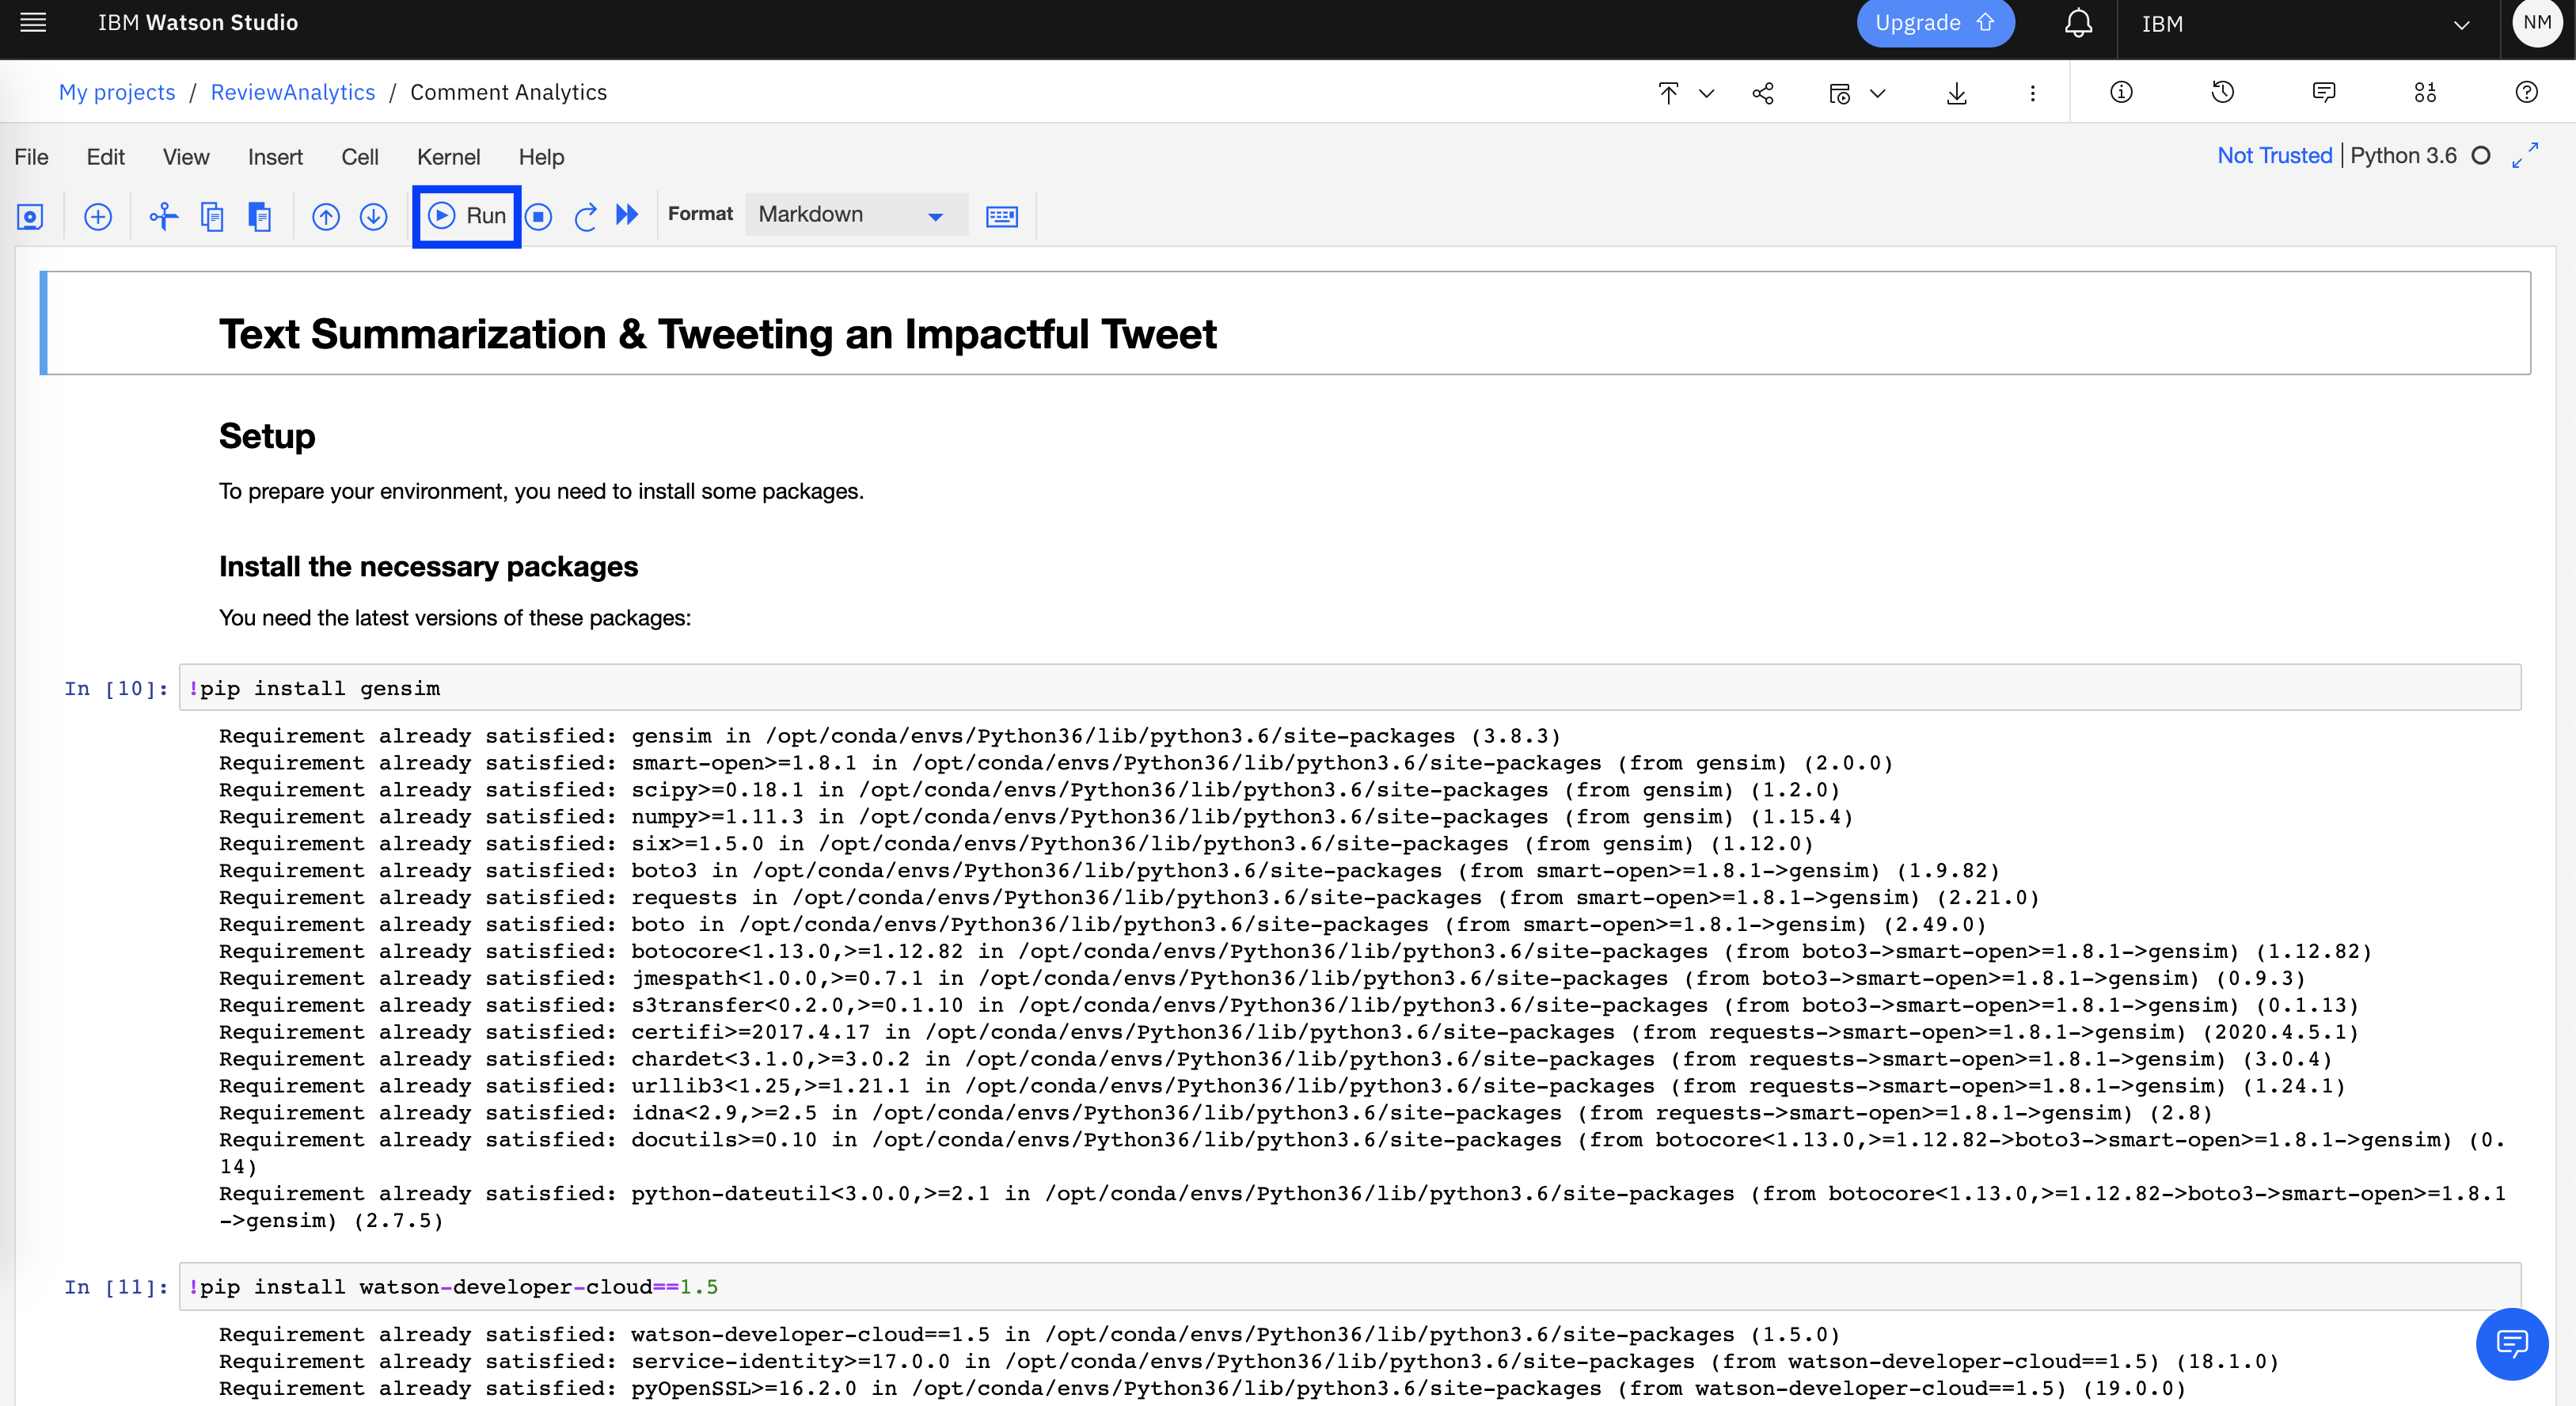 IBM Watson Studio
Upgrade
IBM
NM
My projects / ReviewAnalytics / Comment Analytics
File Edit View Insert Cell Kernel Help
Not Trusted | Python 3.6
Run
Format
Markdown
Text Summarization & Tweeting an Impactful Tweet
Setup
To prepare your environment, you need to install some packages.
Install the necessary packages
You need the latest versions of these packages:
In [10]: !pip install gensim
Requirement already satisfied: gensim in /opt/conda/envs/Python36/lib/python3.6/site-packages (3.8.3)
Requirement already satisfied: smart-open>=1.8.1 in /opt/conda/envs/Python36/lib/python3.6/site-packages (from gensim) (2.0.0)
Requirement already satisfied: scipy>=0.18.1 in /opt/conda/envs/Python36/lib/python3.6/site-packages (from gensim) (1.2.0)
Requirement already satisfied: numpy>=1.11.3 in /opt/conda/envs/Python36/lib/python3.6/site-packages (from gensim) (1.15.4)
Requirement already satisfied: six>=1.5.0 in /opt/conda/envs/Python36/lib/python3.6/site-packages (from gensim) (1.12.0)
Requirement already satisfied: boto3 in /opt/conda/envs/Python36/lib/python3.6/site-packages (from smart-open>=1.8.1->gensim) (1.9.82)
Requirement already satisfied: requests in /opt/conda/envs/Python36/lib/python3.6/site-packages (from smart-open>=1.8.1->gensim) (2.21.0)
Requirement already satisfied: boto in /opt/conda/envs/Python36/lib/python3.6/site-packages (from smart-open>=1.8.1->gensim) (2.49.0)
Requirement already satisfied: botocore<1.13.0,>=1.12.82 in /opt/conda/envs/Python36/lib/python3.6/site-packages (from boto3->smart-open>=1.8.1->gensim) (1.12.82)
Requirement already satisfied: jmespath<1.0.0,>=0.7.1 in /opt/conda/envs/Python36/lib/python3.6/site-packages (from boto3->smart-open>=1.8.1->gensim) (0.9.3)
Requirement already satisfied: s3transfer<0.2.0,>=0.1.10 in /opt/conda/envs/Python36/lib/python3.6/site-packages (from boto3->smart-open>=1.8.1->gensim) (0.1.13)
Requirement already satisfied: certifi>=2017.4.17 in /opt/conda/envs/Python36/lib/python3.6/site-packages (from requests->smart-open>=1.8.1->gensim) (2020.4.5.1)
Requirement already satisfied: chardet<3.1.0,>=3.0.2 in /opt/conda/envs/Python36/lib/python3.6/site-packages (from requests->smart-open>=1.8.1->gensim) (3.0.4)
Requirement already satisfied: urllib3<1.25,>=1.21.1 in /opt/conda/envs/Python36/lib/python3.6/site-packages (from requests->smart-open>=1.8.1->gensim) (1.24.1)
Requirement already satisfied: idna<2.9,>=2.5 in /opt/conda/envs/Python36/lib/python3.6/site-packages (from requests->smart-open>=1.8.1->gensim) (2.8)
Requirement already satisfied: docutils>=0.10 in /opt/conda/envs/Python36/lib/python3.6/site-packages (from botocore<1.13.0,>=1.12.82->boto3->smart-open>=1.8.1->gensim) (0.
14)
Requirement already satisfied: python-dateutil<3.0.0,>=2.1 in /opt/conda/envs/Python36/lib/python3.6/site-packages (from botocore<1.13.0,>=1.12.82->boto3->smart-open>=1.8.1
->gensim) (2.7.5)
In [11]: !pip install watson-developer-cloud==1.5
Requirement already satisfied: watson-developer-cloud==1.5 in /opt/conda/envs/Python36/lib/python3.6/site-packages (1.5.0)
Requirement already satisfied: service-identity>=17.0.0 in /opt/conda/envs/Python36/lib/python3.6/site-packages (from watson-developer-cloud==1.5) (18.1.0)
Requirement already satisfied: pyOpenSSL>=16.2.0 in /opt/conda/envs/Python36/lib/python3.6/site-packages (from watson-developer-cloud==1.5) (19.0.0)